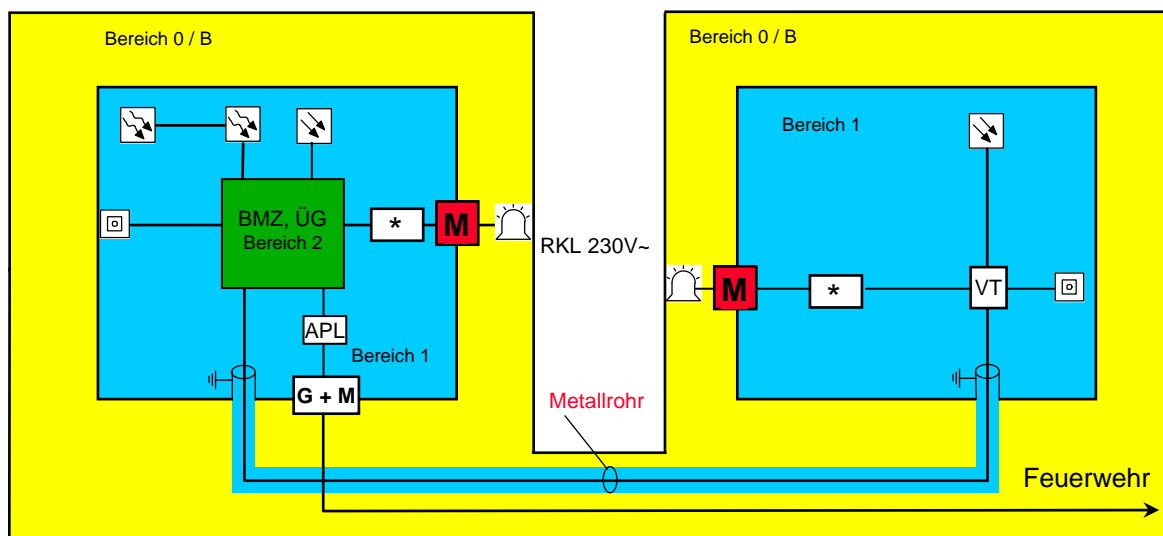 Bereich 0 / B
Bereich 0 / B
Bereich 1
BMZ, ÜG
Bereich 2
*
M
RKL 230V~
M
*
VT
APL
Bereich 1
G + M
Metallrohr
Feuerwehr